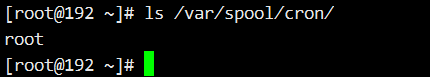 [root@192 ~]# ls /var/spool/cron/
root
[root@192 ~]#